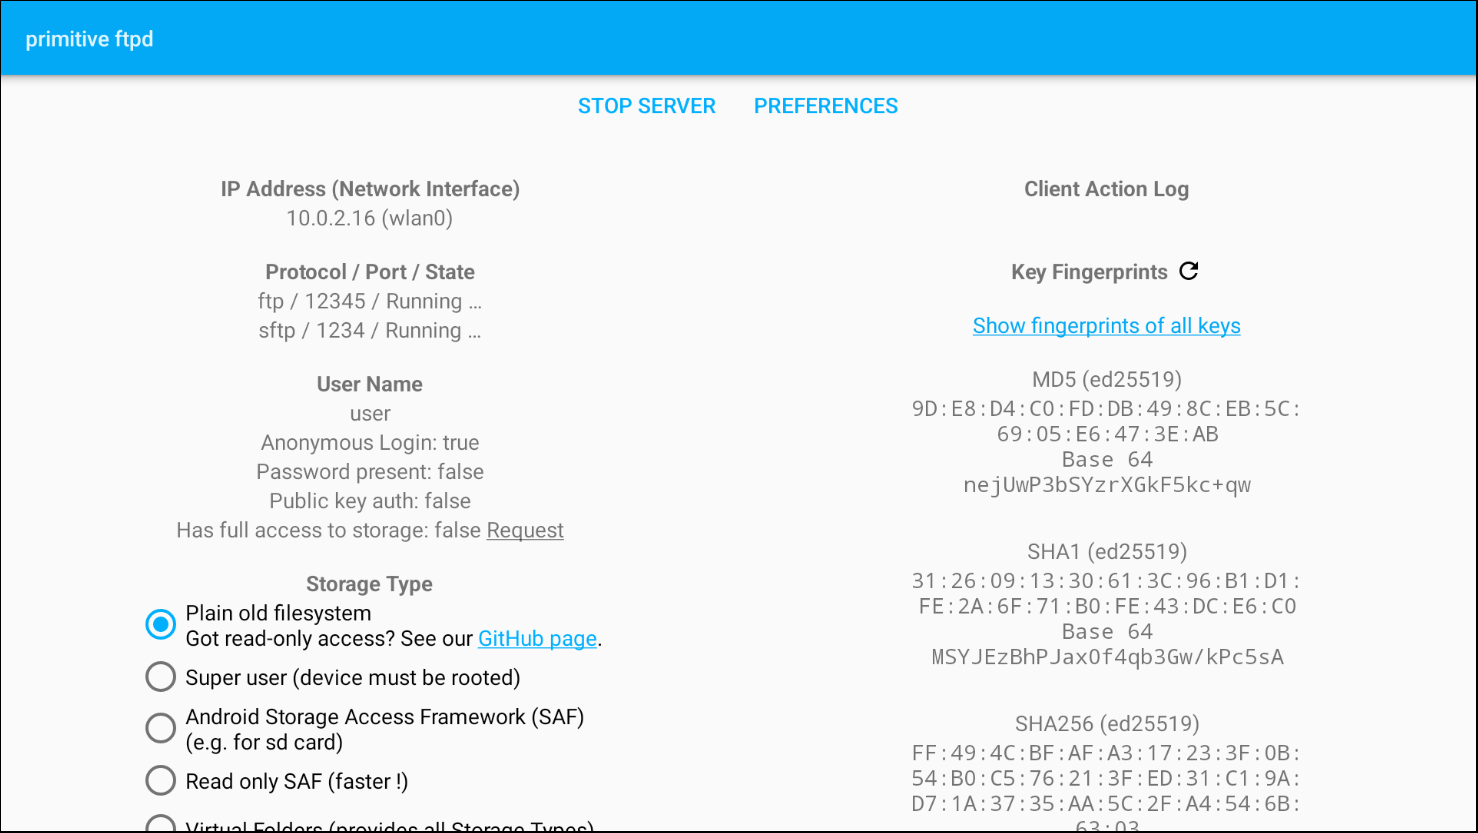 primitive ftpd
STOP SERVER
PREFERENCES
IP Address (Network Interface)
10.0.2.16 (wlan0)
Protocol / Port / State
ftp / 12345 / Running ...
sftp / 1234 / Running ...
User Name
user
Anonymous Login: true
Password present: false
Public key auth: false
Has full access to storage: false Request
Storage Type
Plain old filesystem
Got read-only access? See our GitHub page.
Super user (device must be rooted)
Android Storage Access Framework (SAF)
(e.g. for sd card)
Read only SAF (faster !)
Virtual Folders (provides all Storage Types)
Client Action Log
Key Fingerprints
Show fingerprints of all keys
MD5 (ed25519)
9D:E8:D4:C0:FD:DB:49:8C:EB:5C:
69:05:E6:47:3E:AB
Base 64
nejUwP3bSYzrXGkF5kc+qw
SHA1 (ed25519)
31:26:09:13:30:61:3C:96:B1:D1:
FE:2A:6F:71:B0:FE:43:DC:E6:C0
Base 64
MSYJEzBhPJaxOf4qb3Gw/kPc5sA
SHA256 (ed25519)
FF:49:4C:BF:AF:A3:17:23:3F:0B:
54:B0:C5:76:21:3F:ED:31:C1:9A:
D7:1A:37:35:AA:5C:2F:A4:54:6B:
63:03